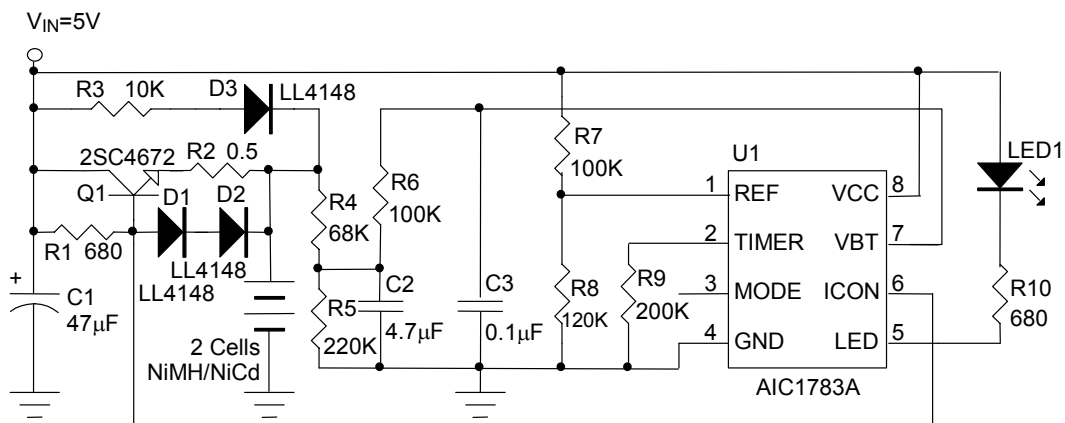 VIN=5V
R3 10K
D3
LL4148
2SC4672
R2 0.5
Q1
D1
D2
R1 680
LL4148
LL4148
+
C1
47μF
2 Cells
NiMH/NiCd
R4
68K
R6
100K
R5
220K
C2
4.7μF
C3
0.1μF
R7
100K
R8
120K
R9
200K
U1
1 REF VCC 8
2 TIMER VBT 7
3 MODE ICON 6
4 GND LED 5
AIC1783A
LED1
R10
680